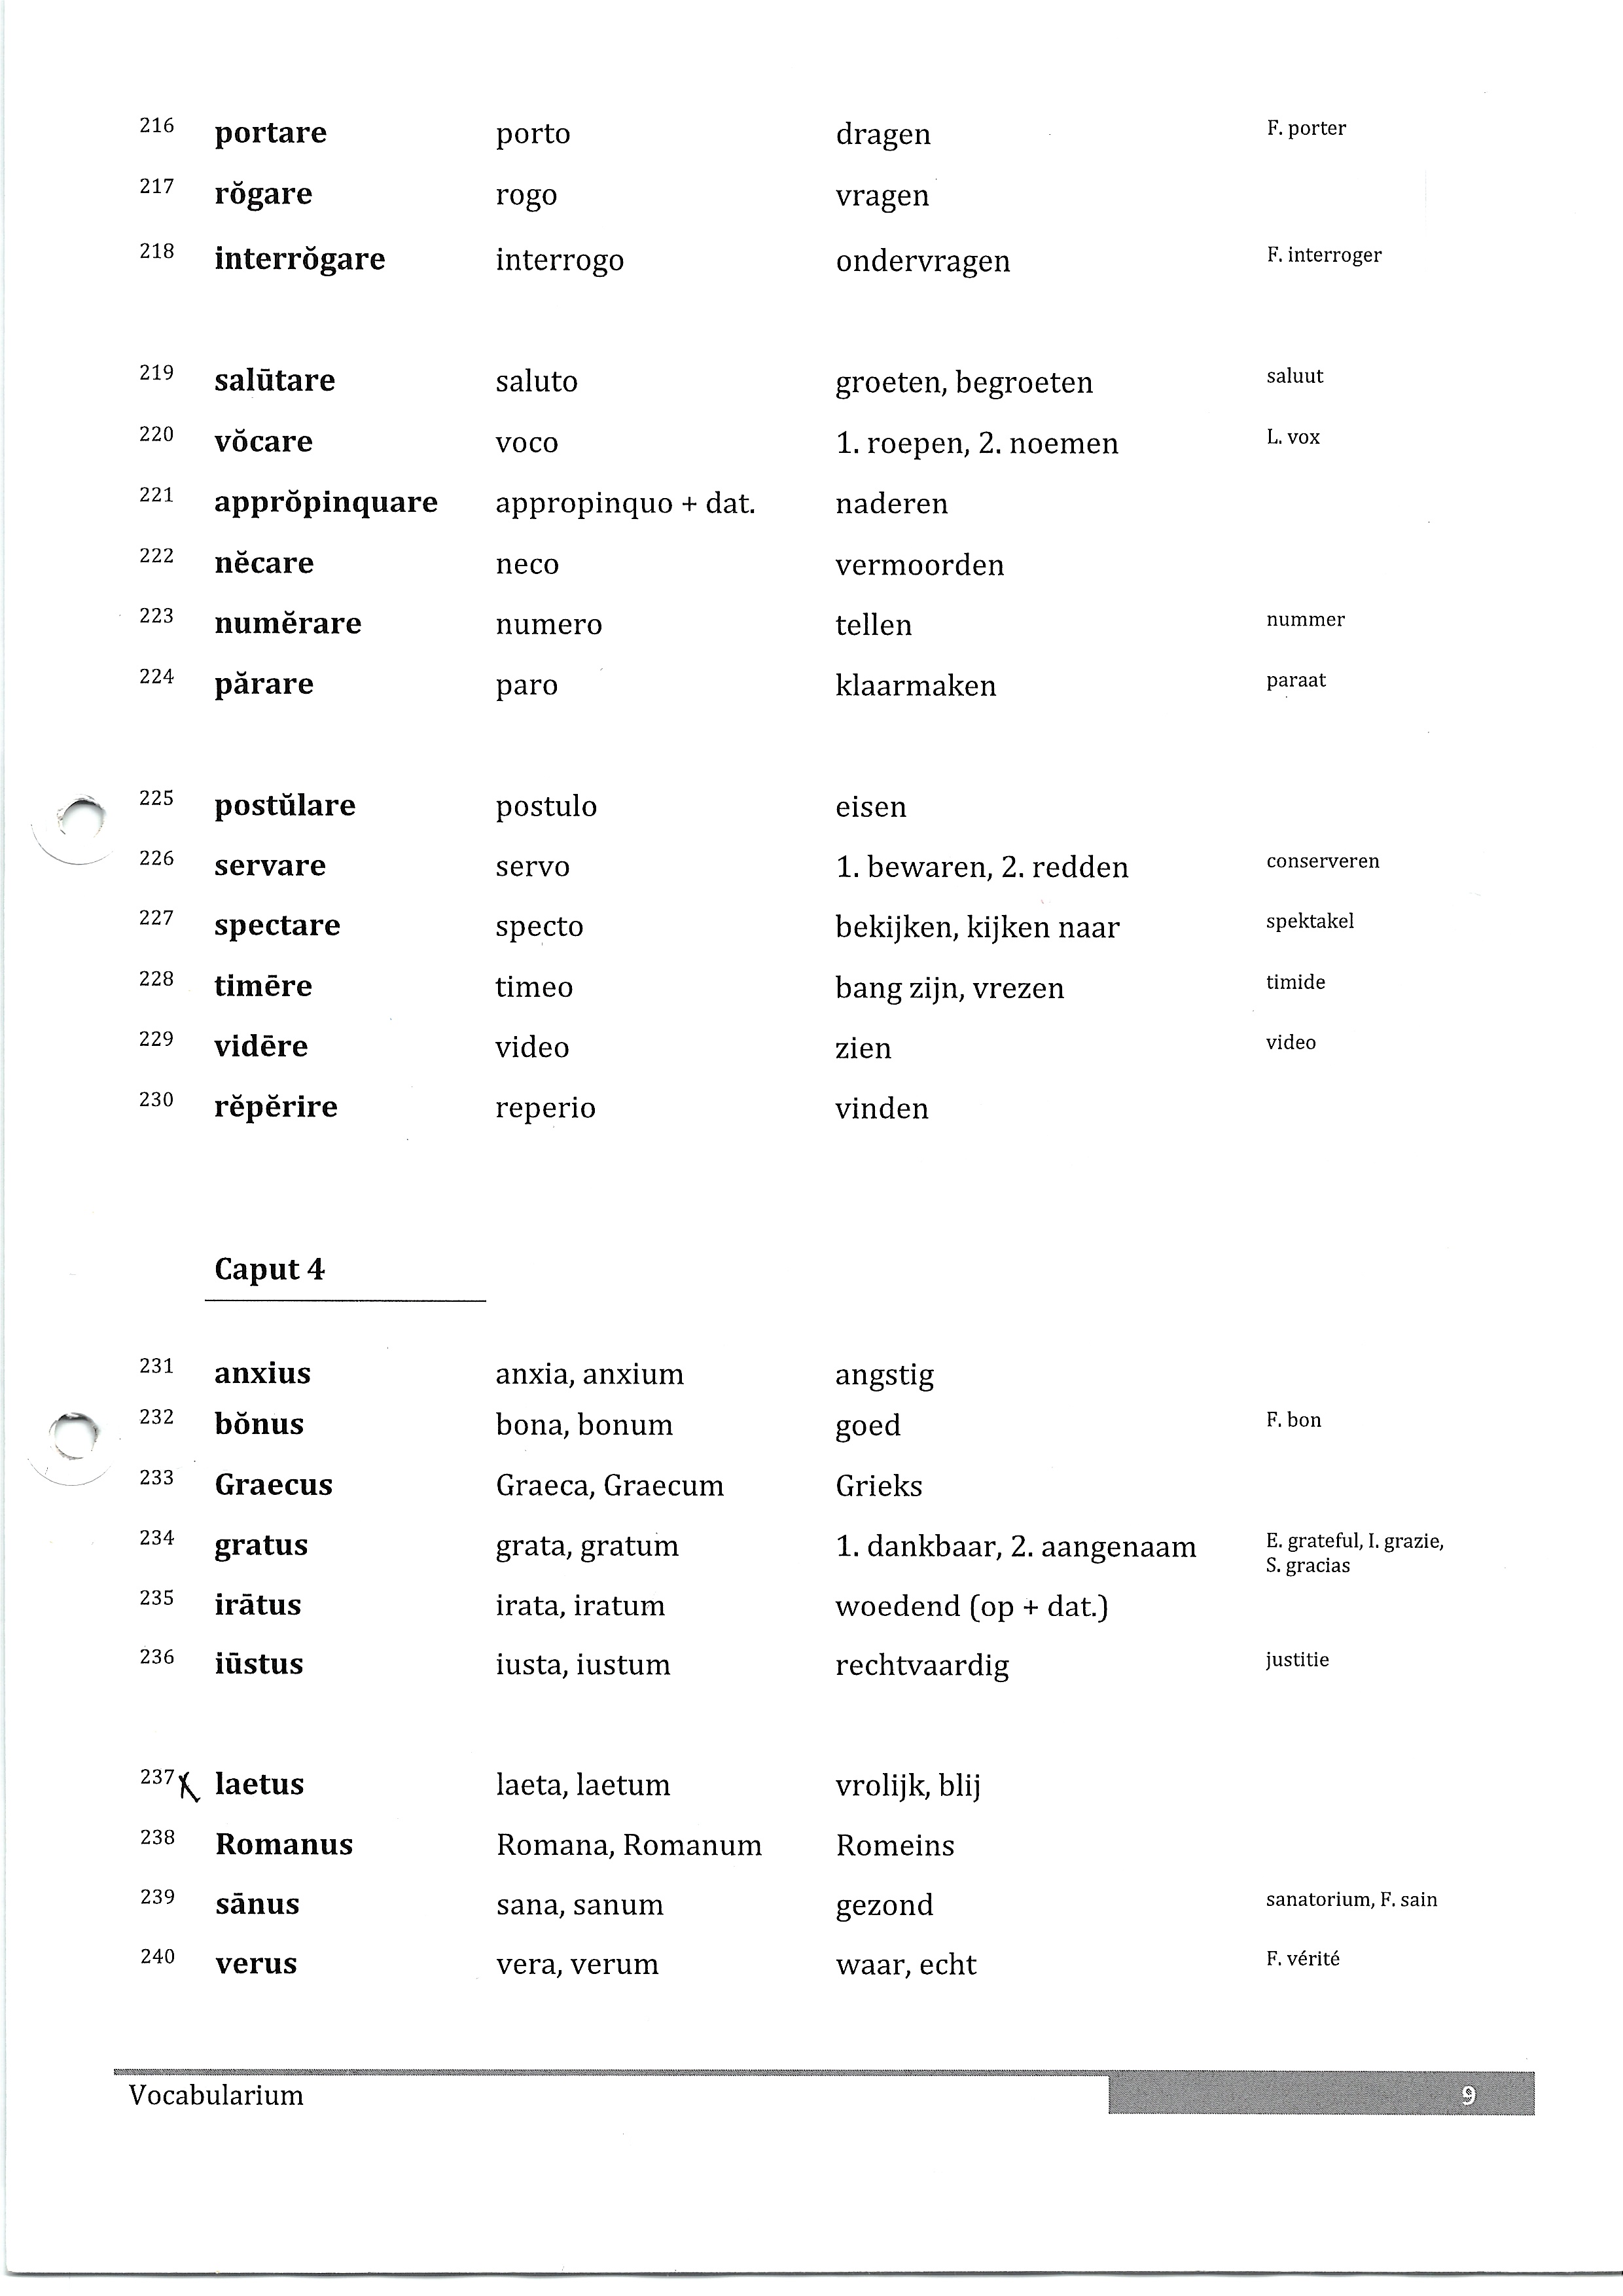 216 portare porto dragen F. porter
217 rŏgare rogo vragen
218 interrŏgare interrogo ondervragen F. interroger
219 salūtare saluto groeten, begroeten saluut
220 vŏcare voco 1. roepen, 2. noemen L. vox
221 apprŏpinquare appropinquo + dat. naderen
222 nĕcare neco vermoorden
223 numĕrare numero tellen nummer
224 părare paro klaarmaken paraat
225 postŭlare postulo eisen
226 servare servo 1. bewaren, 2. redden conserveren
227 spectare specto bekijken, kijken naar spektakel
228 timēre timeo bang zijn, vrezen timide
229 vidēre video zien video
230 rĕpĕrire reperio vinden
Caput 4
231 anxius anxia, anxium angstig
232 bŏnus bona, bonum goed F. bon
233 Graecus Graeca, Graecum Grieks
234 gratus grata, gratum 1. dankbaar, 2. aangenaam E. grateful, I. grazie,
S. gracias
235 irātus irata, iratum woedend (op + dat.)
236 iūstus iusta, iustum rechtvaardig justitie
237 laetus laeta, laetum vrolijk, blij
238 Romanus Romana, Romanum Romeins
239 sānus sana, sanum gezond sanatorium, F. sain
240 verus vera, verum waar, echt F. vérité
Vocabularium 9